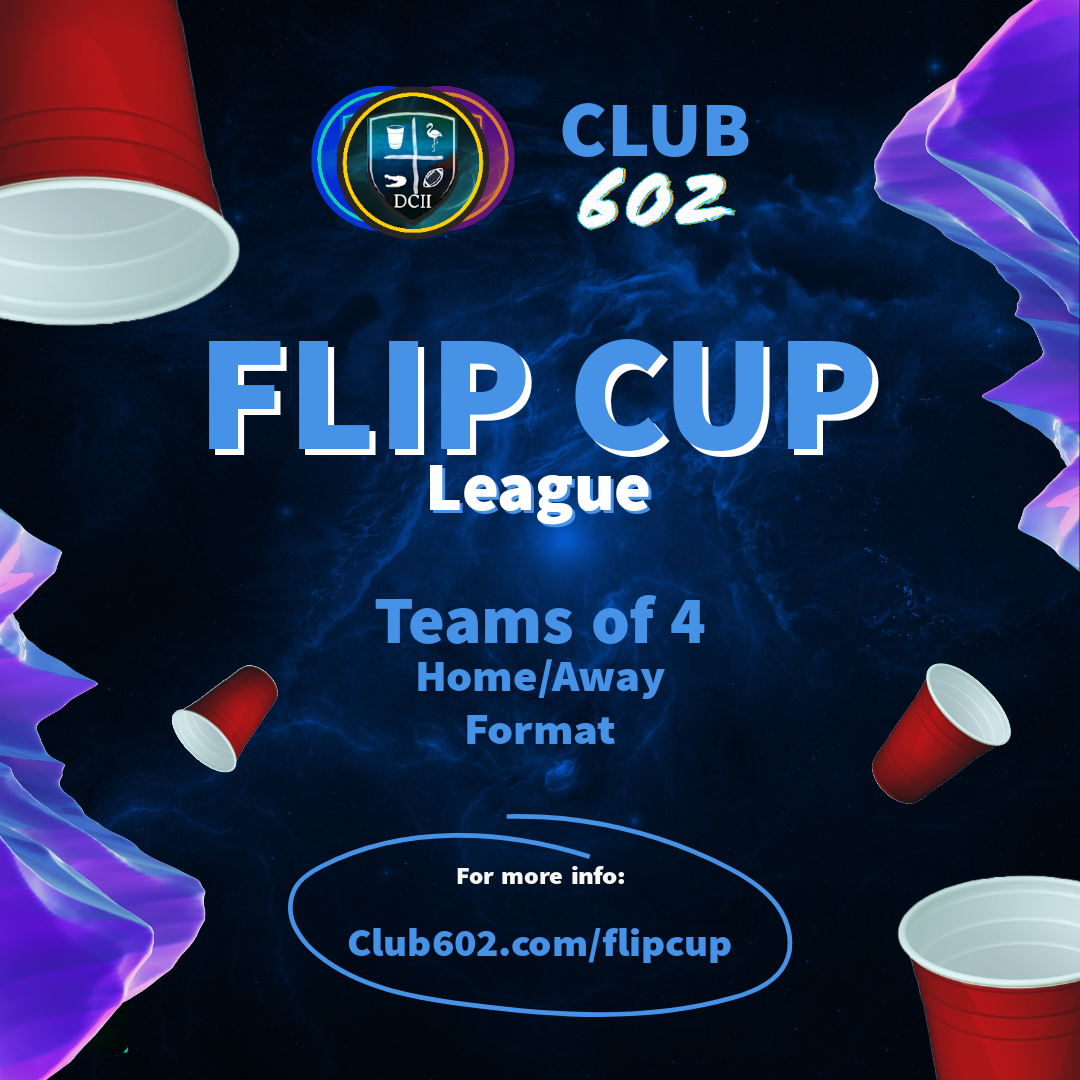 DCII
CLUB
602
FLIP CUP
League
Teams of 4
Home/Away
Format
For more info:
Club602.com/flipcup